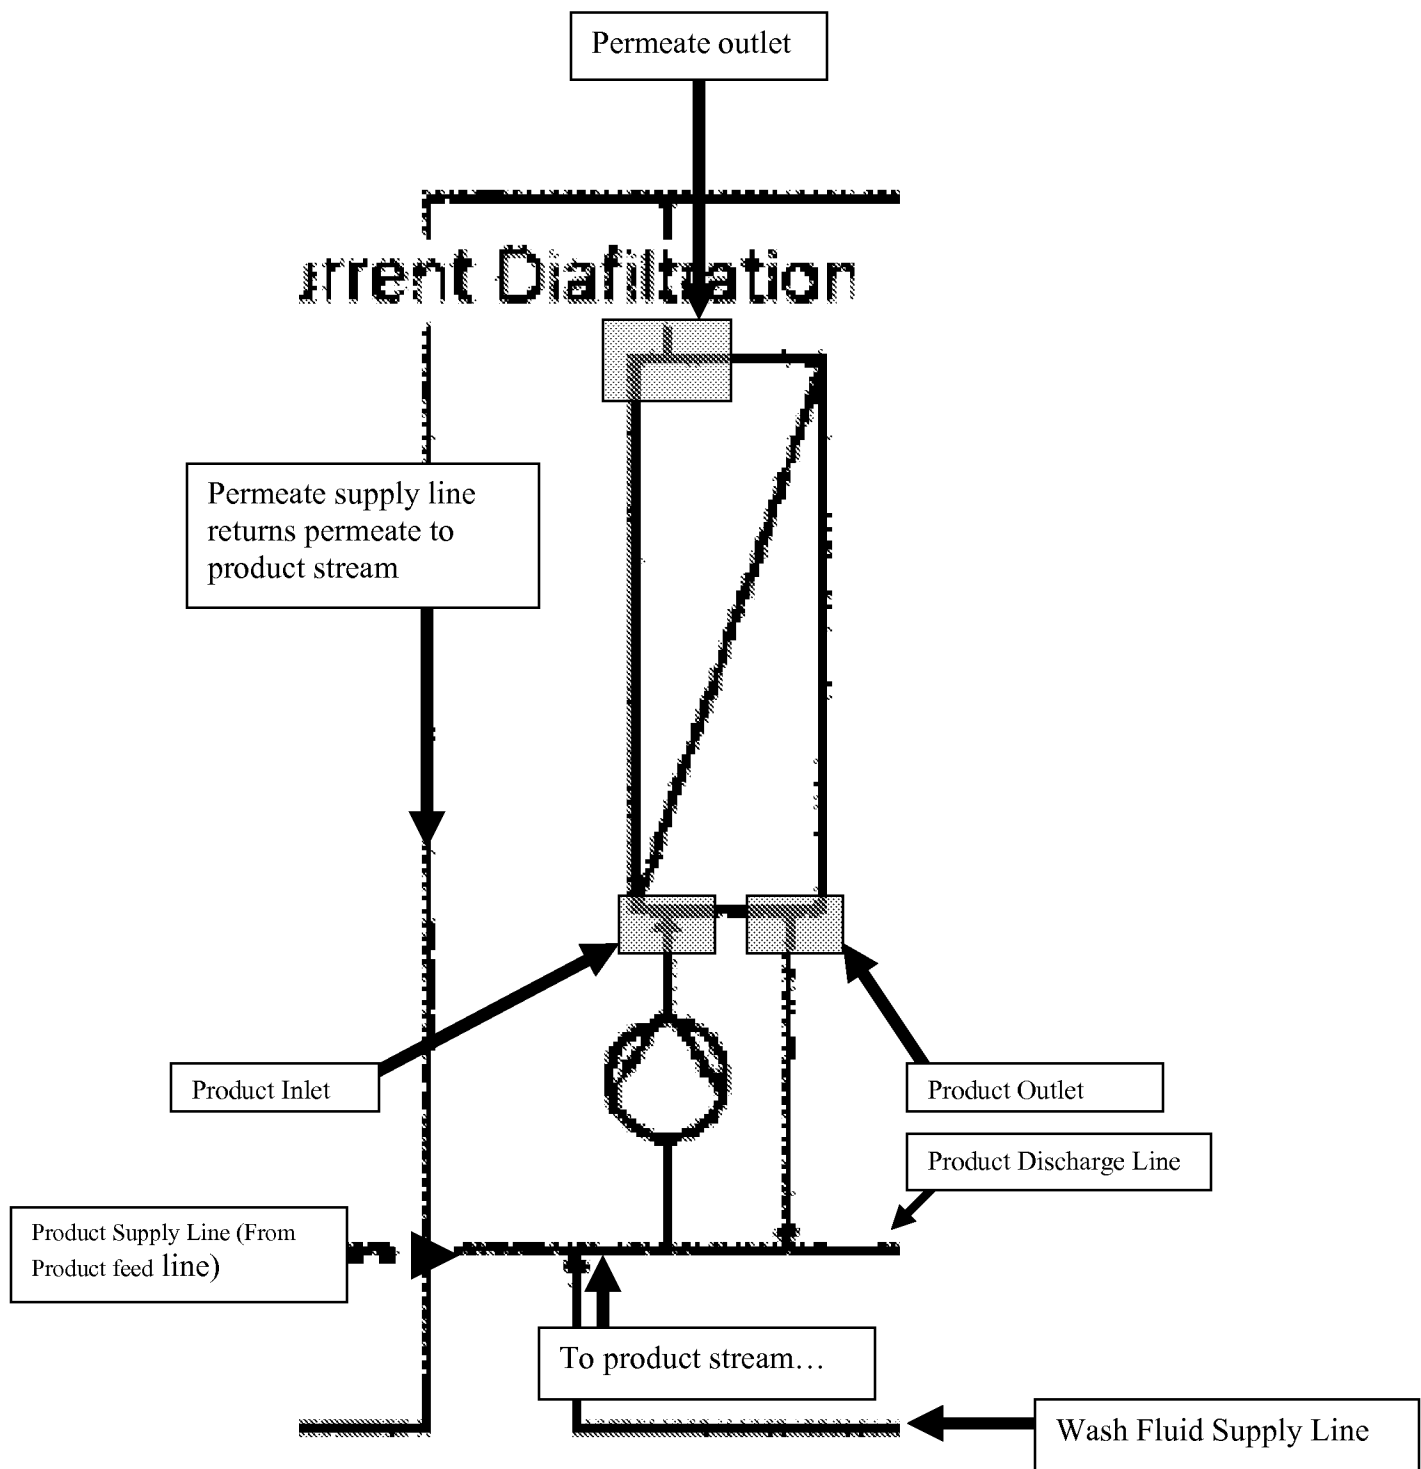 Permeate outlet
urrent Diafiltration
Permeate supply line
returns permeate to
product stream
Product Inlet
Product Outlet
Product Discharge Line
Product Supply Line (From
Product feed line)
To product stream…
Wash Fluid Supply Line